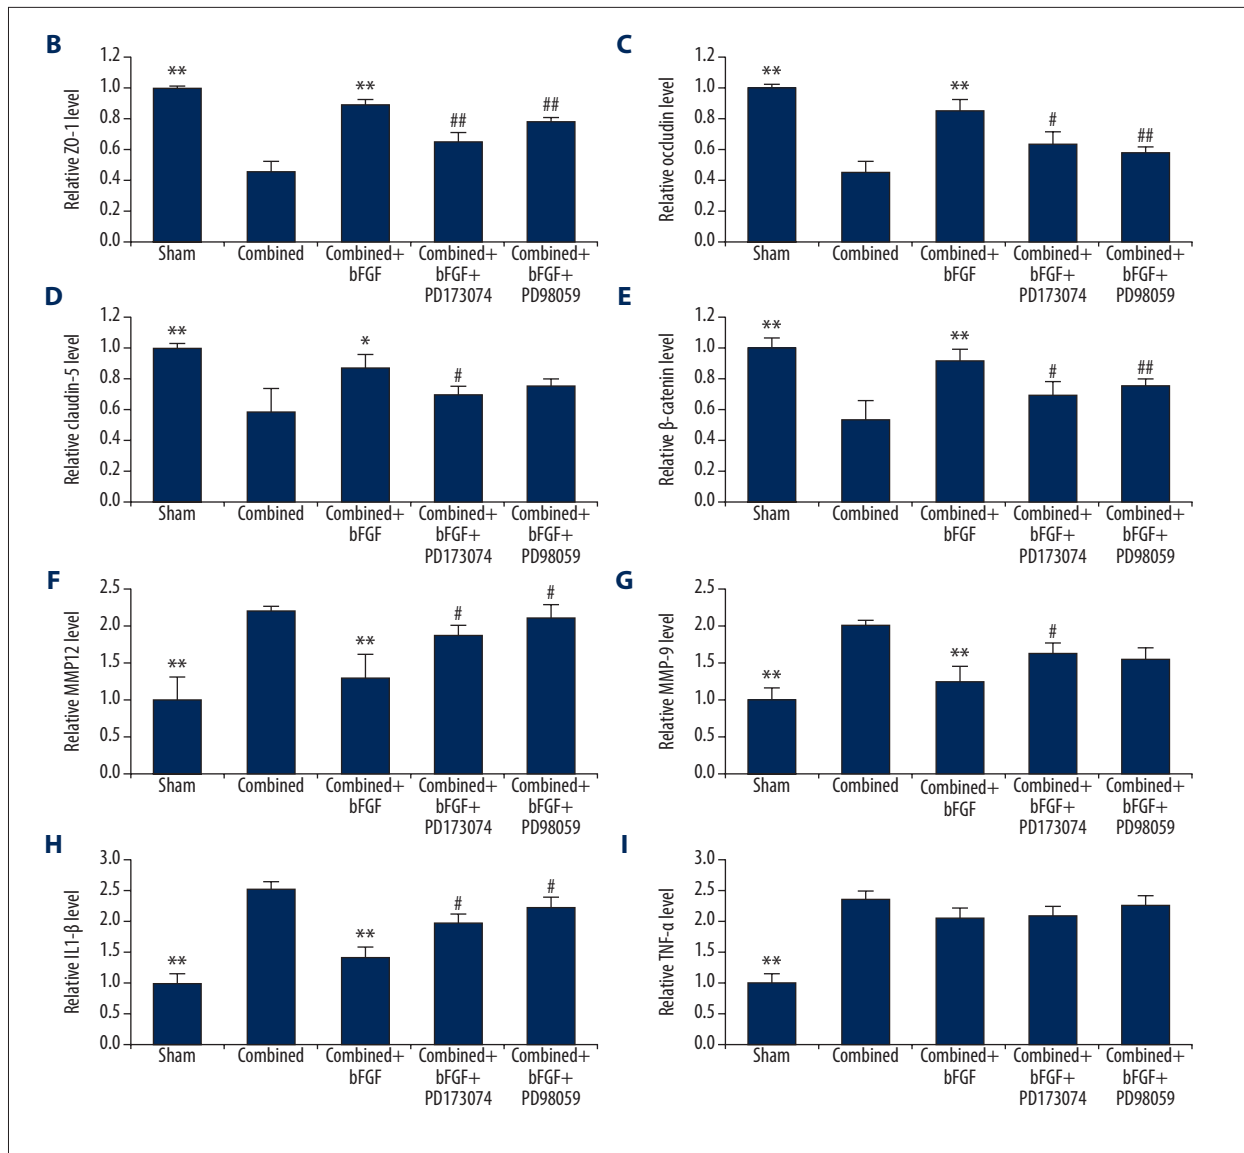 B
Relative ZO-1 level
1.2
1.0
0.8
0.6
0.4
0.2
0.0
**
**
##
##
Sham
Combined
Combined+
bFGF
Combined+
bFGF+
PD173074
Combined+
bFGF+
PD98059
C
Relative occludin level
1.2
1.0
0.8
0.6
0.4
0.2
0.0
**
**
#
##
Sham
Combined
Combined+
bFGF
Combined+
bFGF+
PD173074
Combined+
bFGF+
PD98059
D
Relative claudin-5 level
1.2
1.0
0.8
0.6
0.4
0.2
0.0
**
*
#
Sham
Combined
Combined+
bFGF
Combined+
bFGF+
PD173074
Combined+
bFGF+
PD98059
E
Relative β-catenin level
1.2
1.0
0.8
0.6
0.4
0.2
0.0
**
**
#
##
Sham
Combined
Combined+
bFGF
Combined+
bFGF+
PD173074
Combined+
bFGF+
PD98059
F
Relative MMP12 level
2.5
2.0
1.5
1.0
0.5
0.0
**
**
#
#
Sham
Combined
Combined+
bFGF
Combined+
bFGF+
PD173074
Combined+
bFGF+
PD98059
G
Relative MMP-9 level
2.5
2.0
1.5
1.0
0.5
0.0
**
**
#
Sham
Combined
Combined+
bFGF
Combined+
bFGF+
PD173074
Combined+
bFGF+
PD98059
H
Relative IL1-β level
3.0
2.5
2.0
1.5
1.0
0.5
0.0
**
**
#
#
Sham
Combined
Combined+
bFGF
Combined+
bFGF+
PD173074
Combined+
bFGF+
PD98059
I
Relative TNF-α level
3.0
2.5
2.0
1.5
1.0
0.5
0.0
**
Sham
Combined
Combined+
bFGF
Combined+
bFGF+
PD173074
Combined+
bFGF+
PD98059